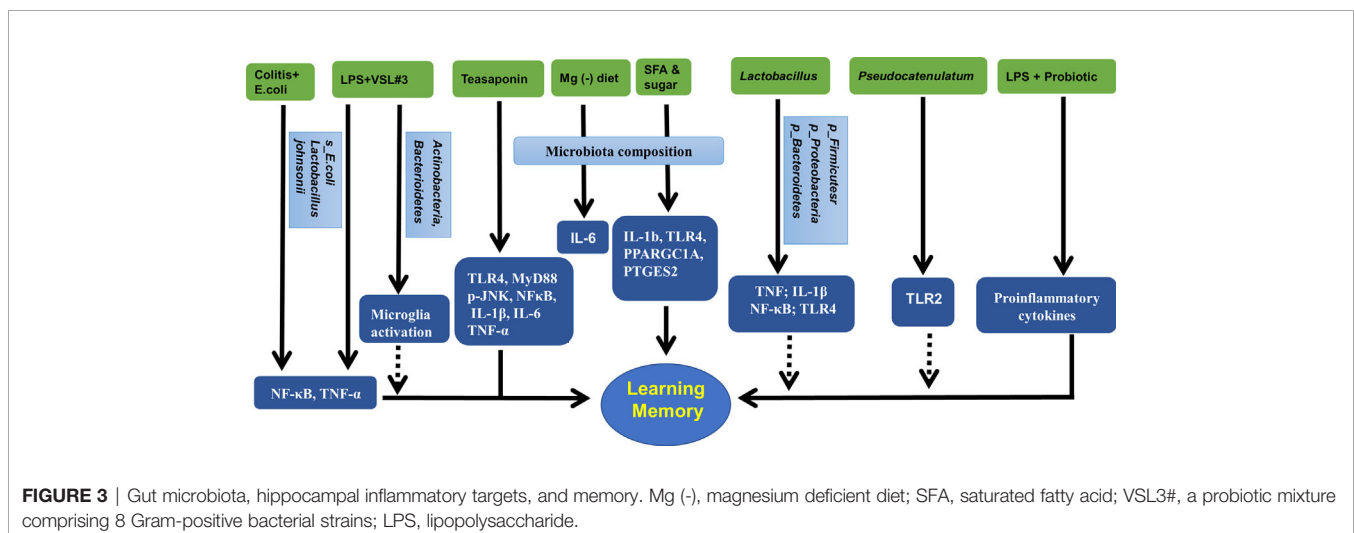 Colitis+
E.coli
LPS+VSL#3
Teasaponin
Mg (-) diet
SFA &
sugar
Lactobacillus
Pseudocatenulatum
LPS + Probiotic
s_E.coli
Lactobacillus
johnsonii
Actinobacteria,
Bacterioidetes
Microbiota composition
p_Firmicutesr
p_Proteobacteria
p_Bacteroidetes
IL-6
IL-1b, TLR4,
PPARGC1A,
PTGES2
TLR4, MyD88
p-JNK, NFκB,
IL-1β, IL-6
TNF-α
Microglia
activation
TNF; IL-1β
NF-κB; TLR4
TLR2
Proinflammatory
cytokines
NF-κB, TNF-α
Learning
Memory
FIGURE 3 | Gut microbiota, hippocampal inflammatory targets, and memory. Mg (-), magnesium deficient diet; SFA, saturated fatty acid; VSL3#, a probiotic mixture
comprising 8 Gram-positive bacterial strains; LPS, lipopolysaccharide.